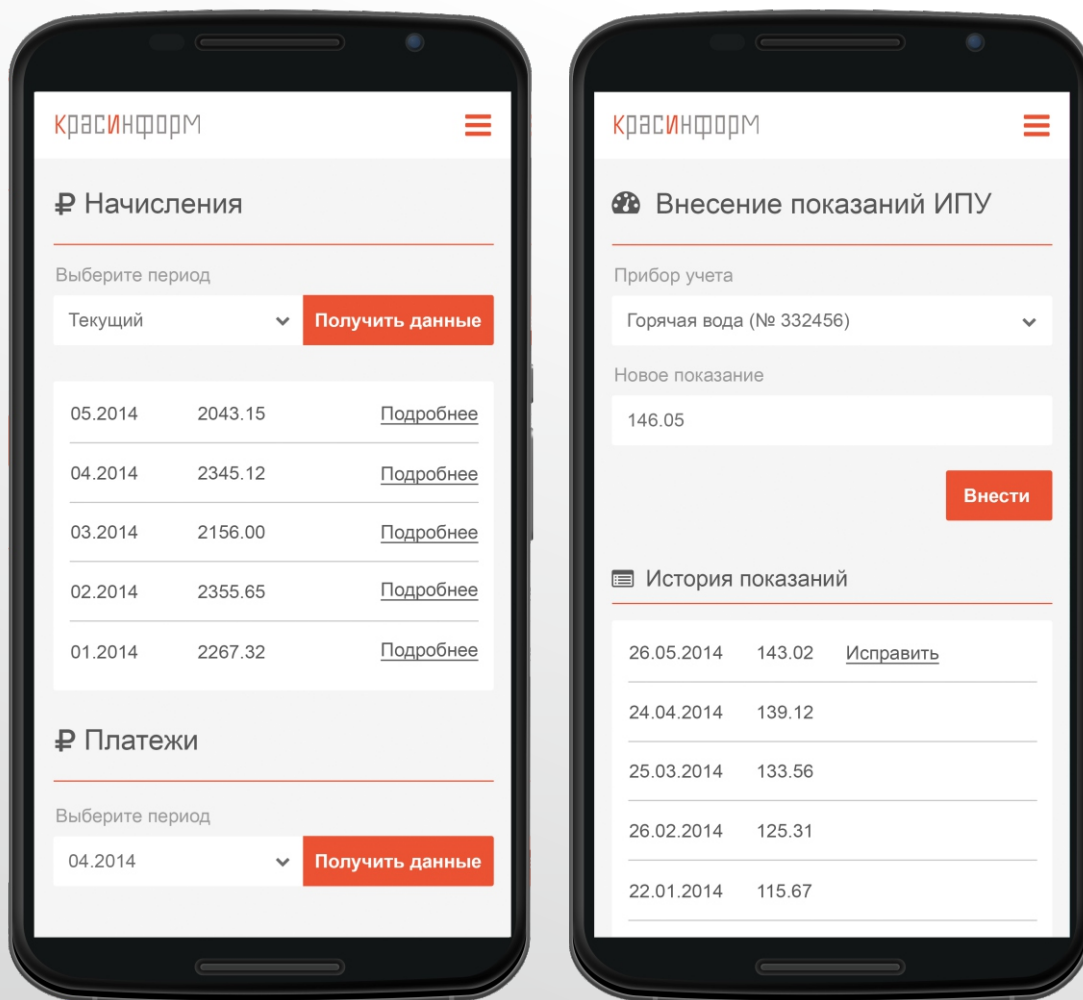 красинформ
₽ Начисления
Выберите период
Текущий Получить данные
05.2014 2043.15 Подробнее
04.2014 2345.12 Подробнее
03.2014 2156.00 Подробнее
02.2014 2355.65 Подробнее
01.2014 2267.32 Подробнее
₽ Платежи
Выберите период
04.2014 Получить данные
красинформ
Внесение показаний ИПУ
Прибор учета
Горячая вода (№ 332456)
Новое показание
146.05
Внести
История показаний
26.05.2014 143.02 Исправить
24.04.2014 139.12
25.03.2014 133.56
26.02.2014 125.31
22.01.2014 115.67